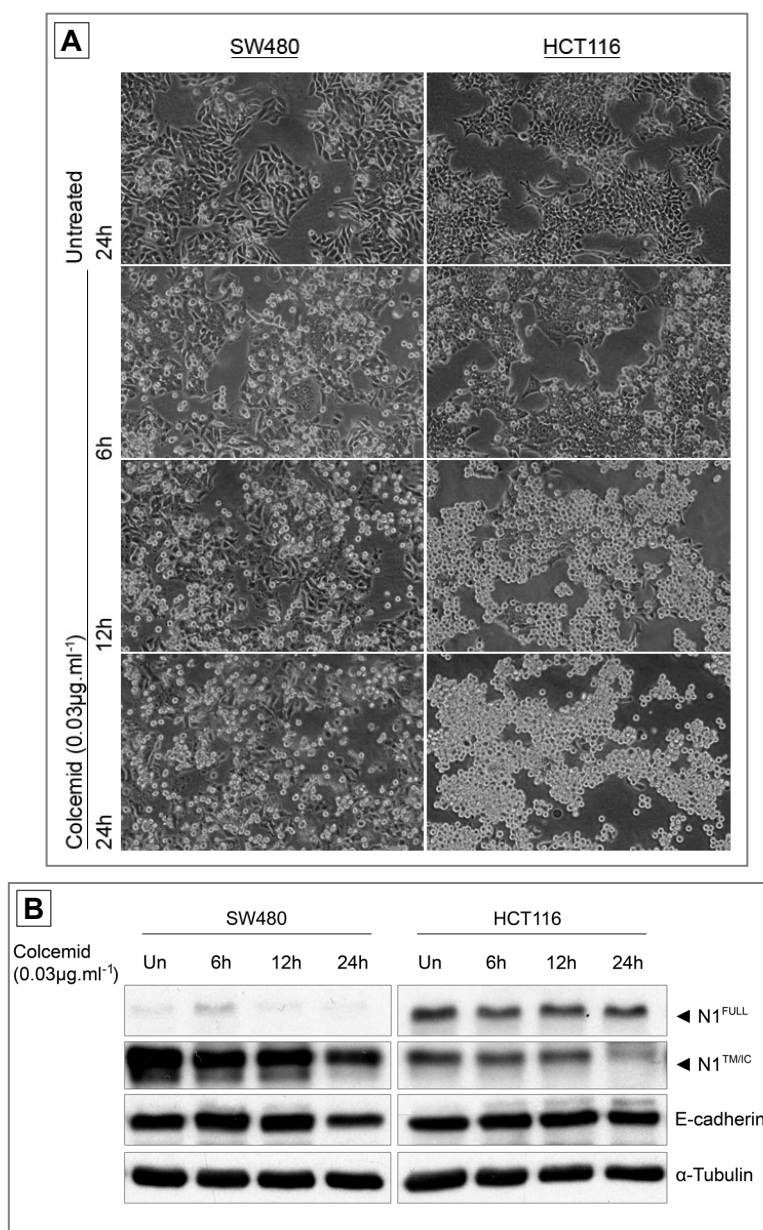 A
SW480 HCT116
Untreated
24h
6h
12h
24h
Colcemid (0.03µg.ml⁻¹)
B
SW480 HCT116
Colcemid
(0.03µg.ml⁻¹)
Un 6h 12h 24h Un 6h 12h 24h
◄ N1FULL
◄ N1TM/IC
E-cadherin
α-Tubulin